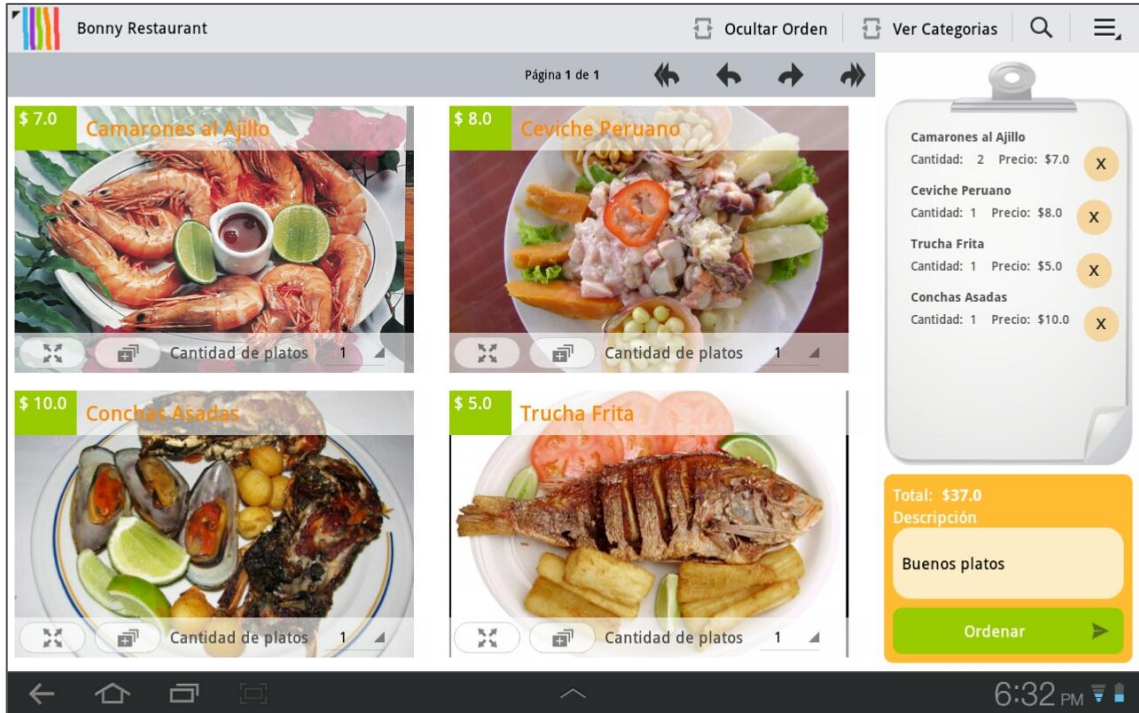 Bonny Restaurant
Ocultar Orden
Ver Categorias
Página 1 de 1
$ 7.0
Camarones al Ajillo
Cantidad de platos 1
$ 8.0
Ceviche Peruano
Cantidad de platos 1
$ 10.0
Conchas Asadas
Cantidad de platos 1
$ 5.0
Trucha Frita
Cantidad de platos 1
Camarones al Ajillo
Cantidad: 2 Precio: $7.0
X
Ceviche Peruano
Cantidad: 1 Precio: $8.0
X
Trucha Frita
Cantidad: 1 Precio: $5.0
X
Conchas Asadas
Cantidad: 1 Precio: $10.0
X
Total: $37.0
Descripción
Buenos platos
Ordenar
6:32 PM